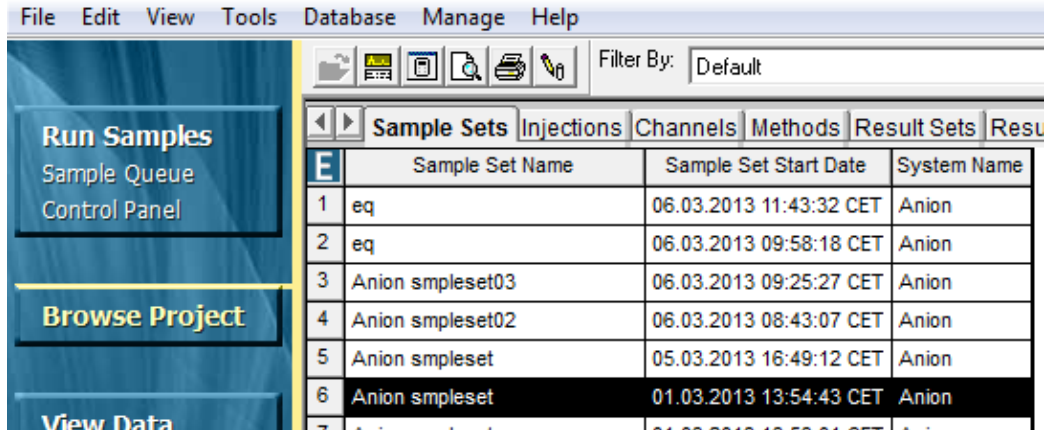 File Edit View Tools Database Manage Help
Filter By: Default
Run Samples
Sample Queue
Control Panel
Browse Project
View Data
Sample Sets Injections Channels Methods Result Sets
E Sample Set Name Sample Set Start Date System Name
1 eq 06.03.2013 11:43:32 CET Anion
2 eq 06.03.2013 09:58:18 CET Anion
3 Anion smpleset03 06.03.2013 09:25:27 CET Anion
4 Anion smpleset02 06.03.2013 08:43:07 CET Anion
5 Anion smpleset 05.03.2013 16:49:12 CET Anion
6 Anion smpleset 01.03.2013 13:54:43 CET Anion